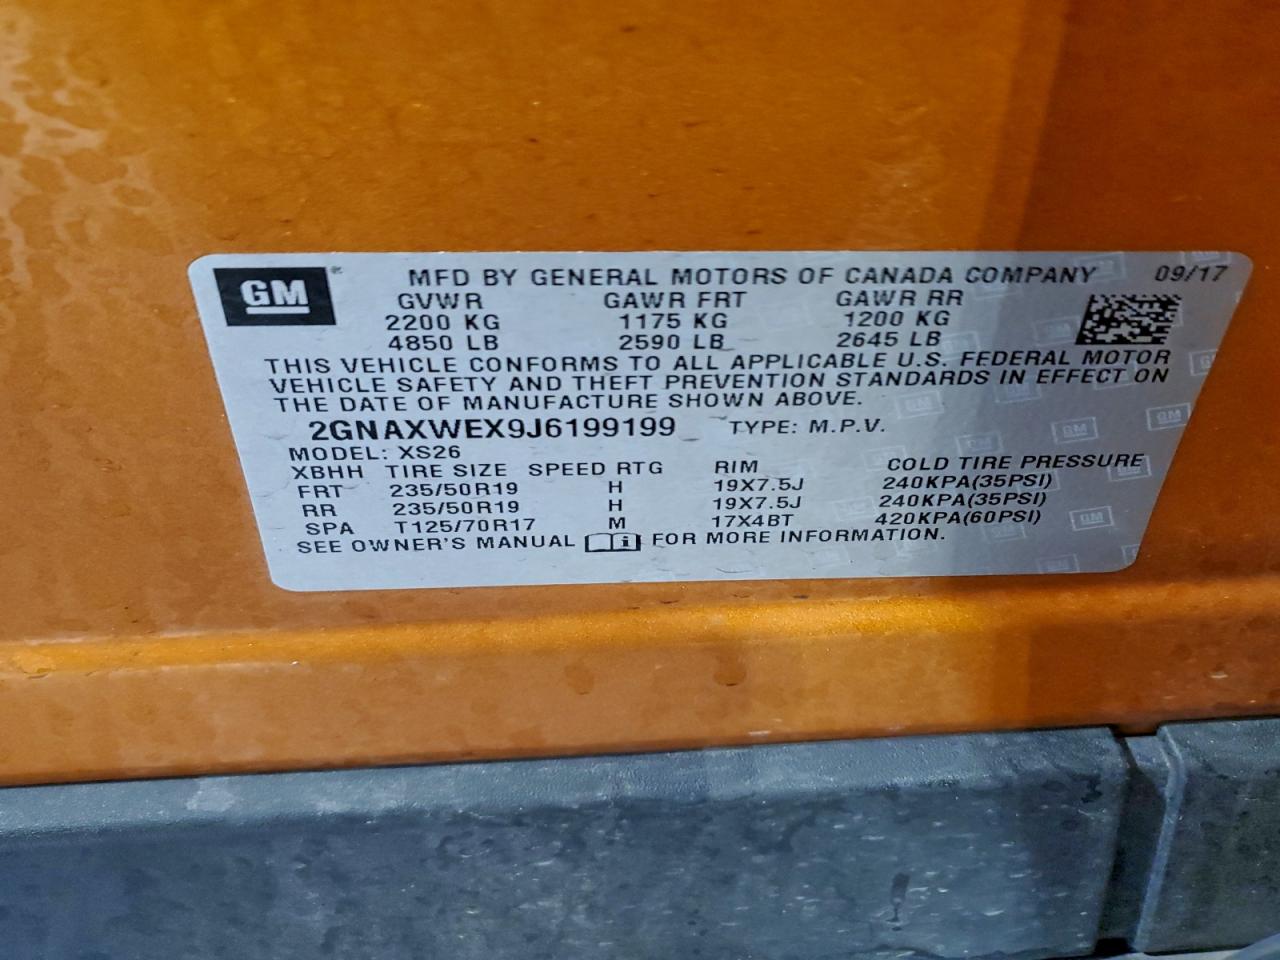 GM ® MFD BY GENERAL MOTORS OF CANADA COMPANY 09/17
GVWR GAWR FRT GAWR RR
2200 KG 1175 KG 1200 KG
4850 LB 2590 LB 2645 LB
THIS VEHICLE CONFORMS TO ALL APPLICABLE U.S. FEDERAL MOTOR
VEHICLE SAFETY AND THEFT PREVENTION STANDARDS IN EFFECT ON
THE DATE OF MANUFACTURE SHOWN ABOVE.
2GNAXWEX9J6199199 TYPE: M.P.V.
MODEL: XS26
XBHH TIRE SIZE SPEED RTG RIM COLD TIRE PRESSURE
FRT 235/50R19 H 19X7.5J 240KPA(35PSI)
RR 235/50R19 H 19X7.5J 240KPA(35PSI)
SPA T125/70R17 M 17X4BT 420KPA(60PSI)
SEE OWNER'S MANUAL i FOR MORE INFORMATION.